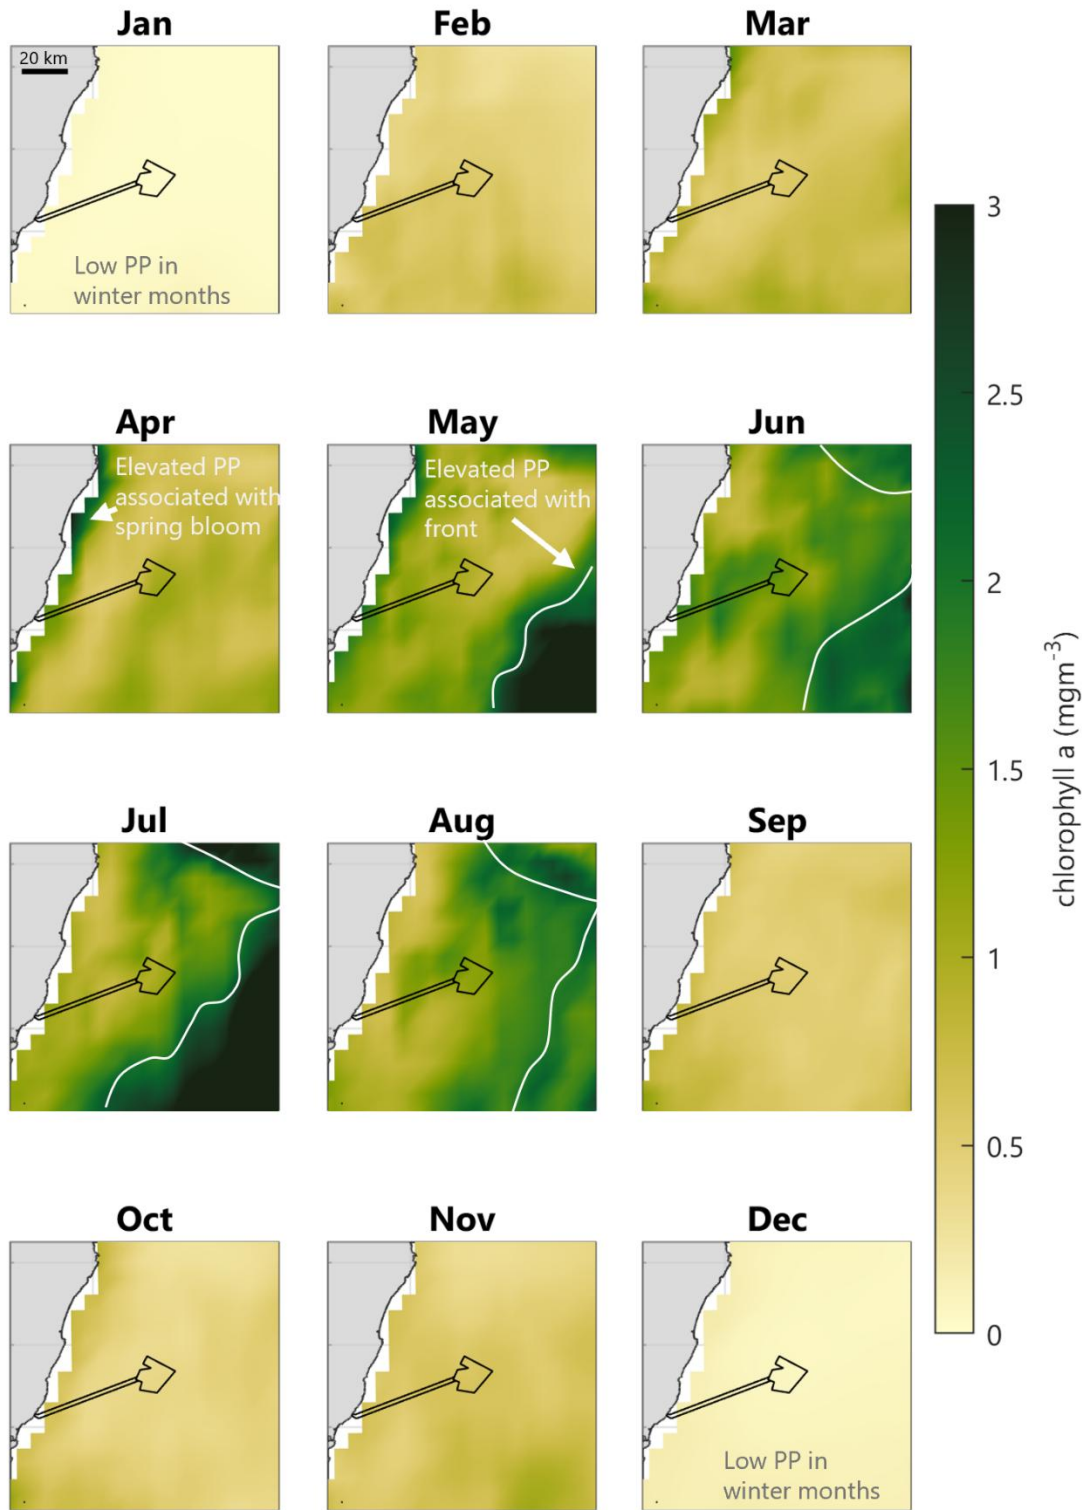 Jan
Feb
Mar
20 km
Low PP in
winter months
Apr
May
Jun
Elevated PP
associated with
spring bloom
Elevated PP
associated with
front
Jul
Aug
Sep
Oct
Nov
Dec
Low PP in
winter months
3
2.5
2
1.5
1
0.5
0
chlorophyll a (mgm⁻³)